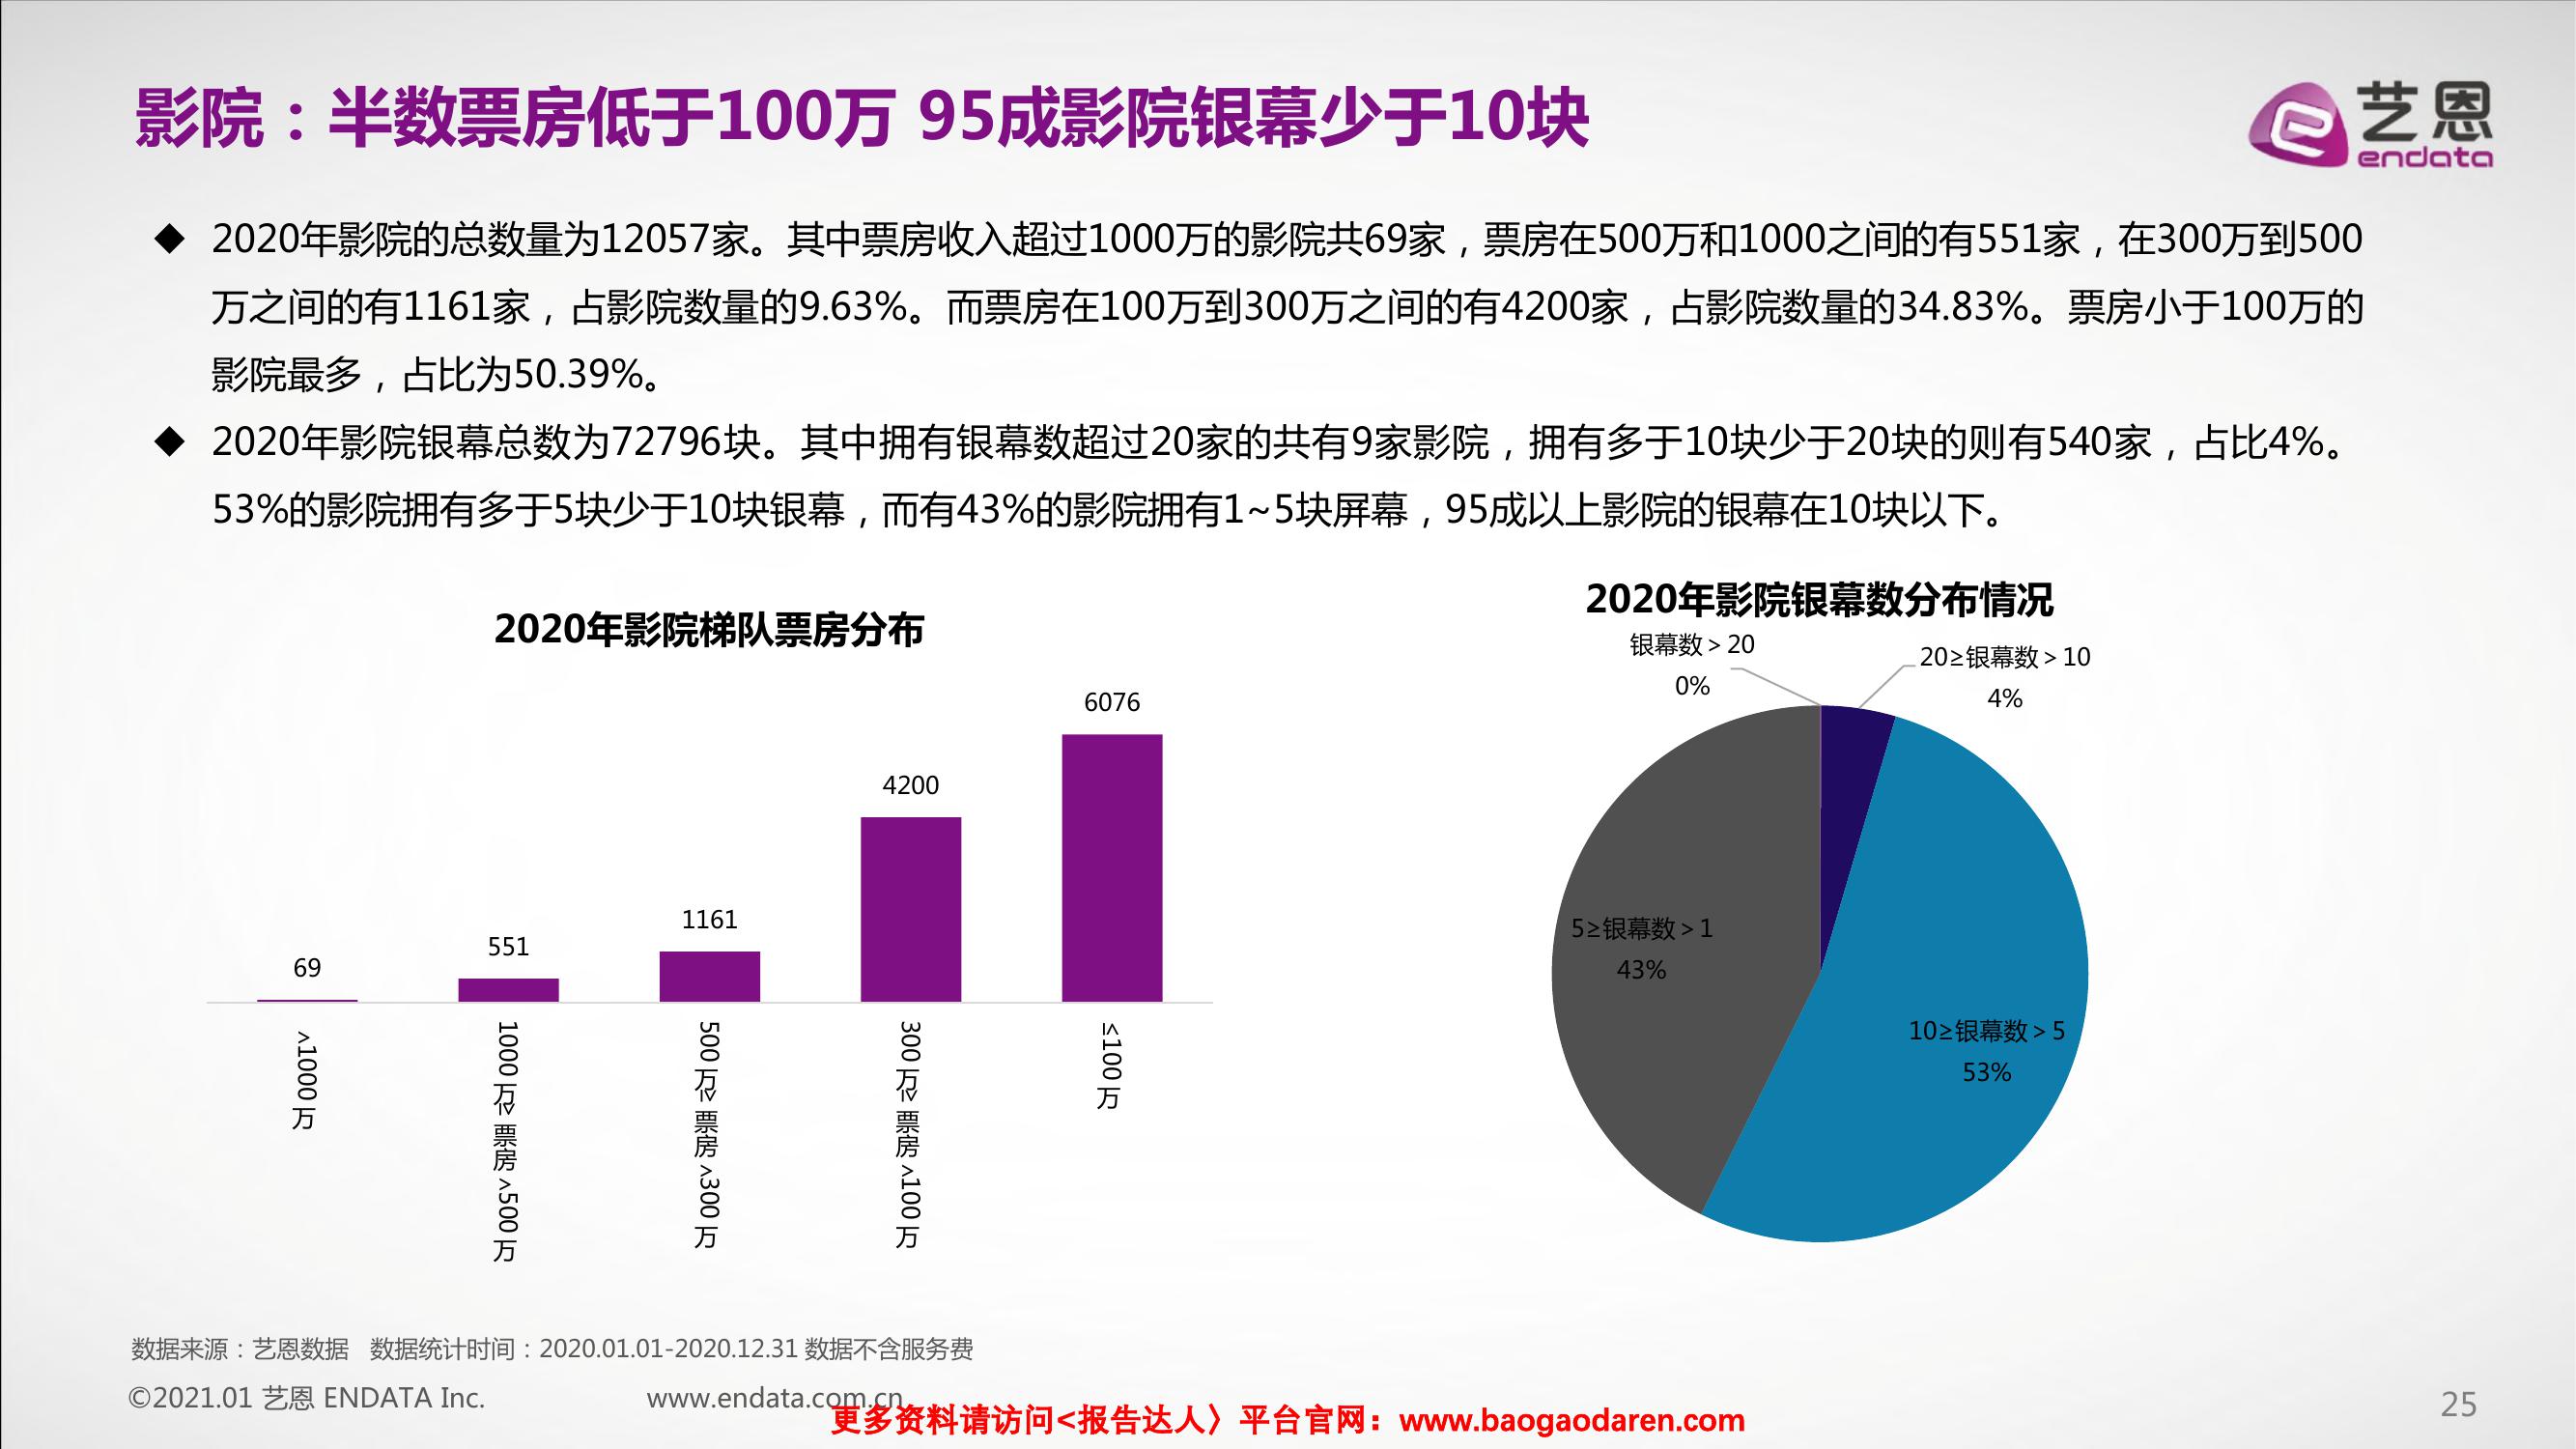 影院：半数票房低于100万 95成影院银幕少于10块
艺恩
endata
◆ 2020年影院的总数量为12057家。其中票房收入超过1000万的影院共69家，票房在500万和1000之间的有551家，在300万到500
万之间的有1161家，占影院数量的9.63%。而票房在100万到300万之间的有4200家，占影院数量的34.83%。票房小于100万的
影院最多，占比为50.39%。
◆ 2020年影院银幕总数为72796块。其中拥有银幕数超过20家的共有9家影院，拥有多于10块少于20块的则有540家，占比4%。
53%的影院拥有多于5块少于10块银幕，而有43%的影院拥有1~5块屏幕，95成以上影院的银幕在10块以下。
2020年影院梯队票房分布
69
551
1161
4200
6076
>1000万
1000万≥票房>500万
500万≥票房>300万
300万≥票房>100万
≤100万
2020年影院银幕数分布情况
银幕数＞20
0%
20≥银幕数＞10
4%
5≥银幕数＞1
43%
10≥银幕数＞5
53%
数据来源：艺恩数据 数据统计时间：2020.01.01-2020.12.31 数据不含服务费
©2021.01 艺恩 ENDATA Inc. www.endata.com.cn
更多资料请访问<报告达人〉平台官网：www.baogaodaren.com
25